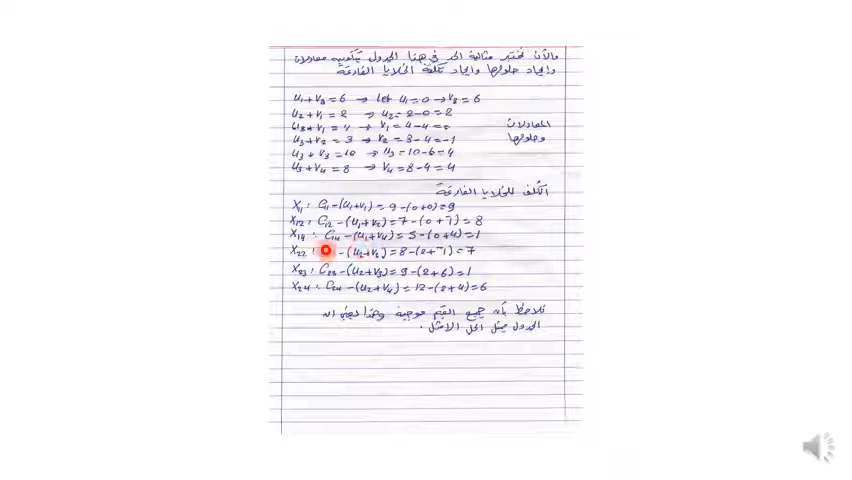 والآن نختبر مثالية الحل في هذا الجدول بتكوين معادلات
وإيجاد حلولها وإيجاد تكلفة الخلايا الفارغة
u₁+v₃=6 → let u₁=0 → v₃=6
u₂+v₁=2 → u₂=2-0=2
u₃+v₁=4 → v₁=4-4=0
u₃+v₂=3 → v₂=3-4=-1
u₃+v₃=10 → u₃=10-6=4
u₃+v₄=8 → v₄=8-4=4
المعادلات
وحلولها
الكلف للخلايا الفارغة
X₁₁: C₁₁-(u₁+v₁)=9-(0+0)=9
X₁₂: C₁₂-(u₁+v₂)=7-(0+-1)=8
X₁₄: C₁₄-(u₁+v₄)=5-(0+4)=1
X₂₂: -(u₂+v₂)=8-(2+-1)=7
X₂₃: C₂₃-(u₂+v₃)=9-(2+6)=1
X₂₄: C₂₄-(u₂+v₄)=12-(2+4)=6
نلاحظ بأن جميع القيم موجبة وهذا يعني ان
الجدول يمثل الحل الامثل.